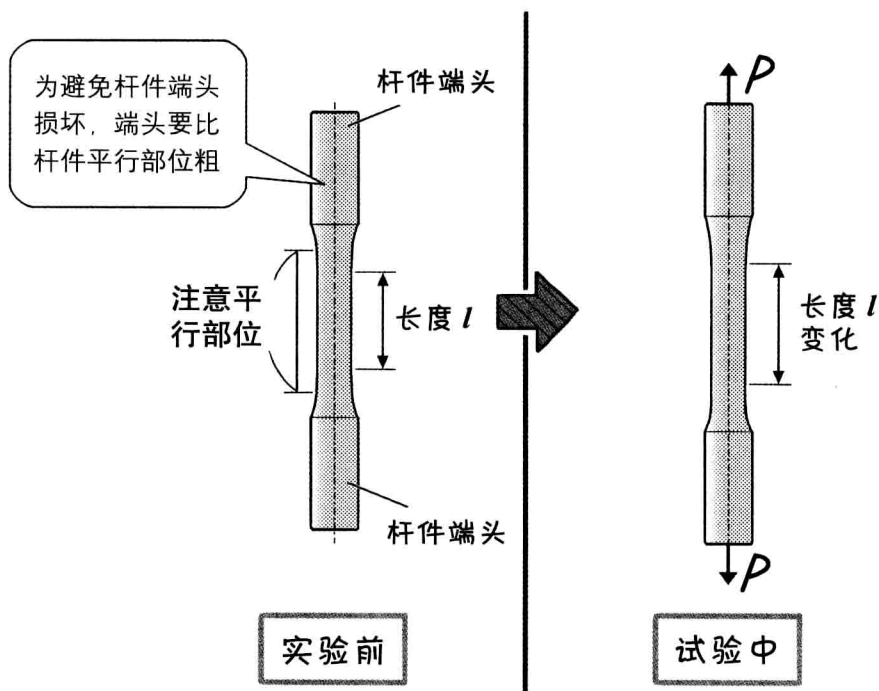 为避免杆件端头
损坏，端头要比
杆件平行部位粗
杆件端头
注意平
行部位
长度 l
杆件端头
实验前
P
长度 l
变化
P
试验中